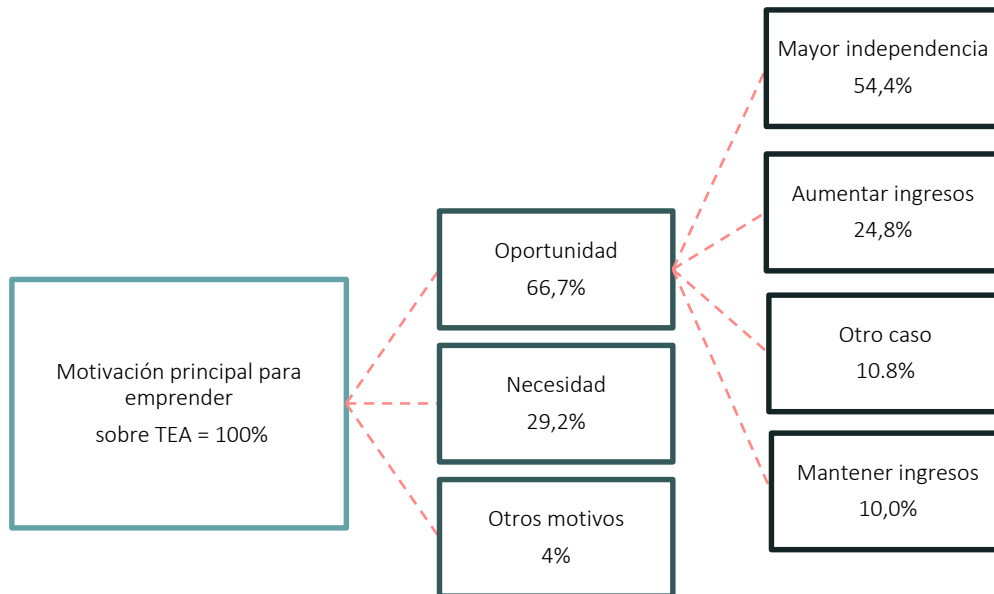 Motivación principal para
emprender
sobre TEA = 100%
Oportunidad
66,7%
Necesidad
29,2%
Otros motivos
4%
Mayor independencia
54,4%
Aumentar ingresos
24,8%
Otro caso
10.8%
Mantener ingresos
10,0%